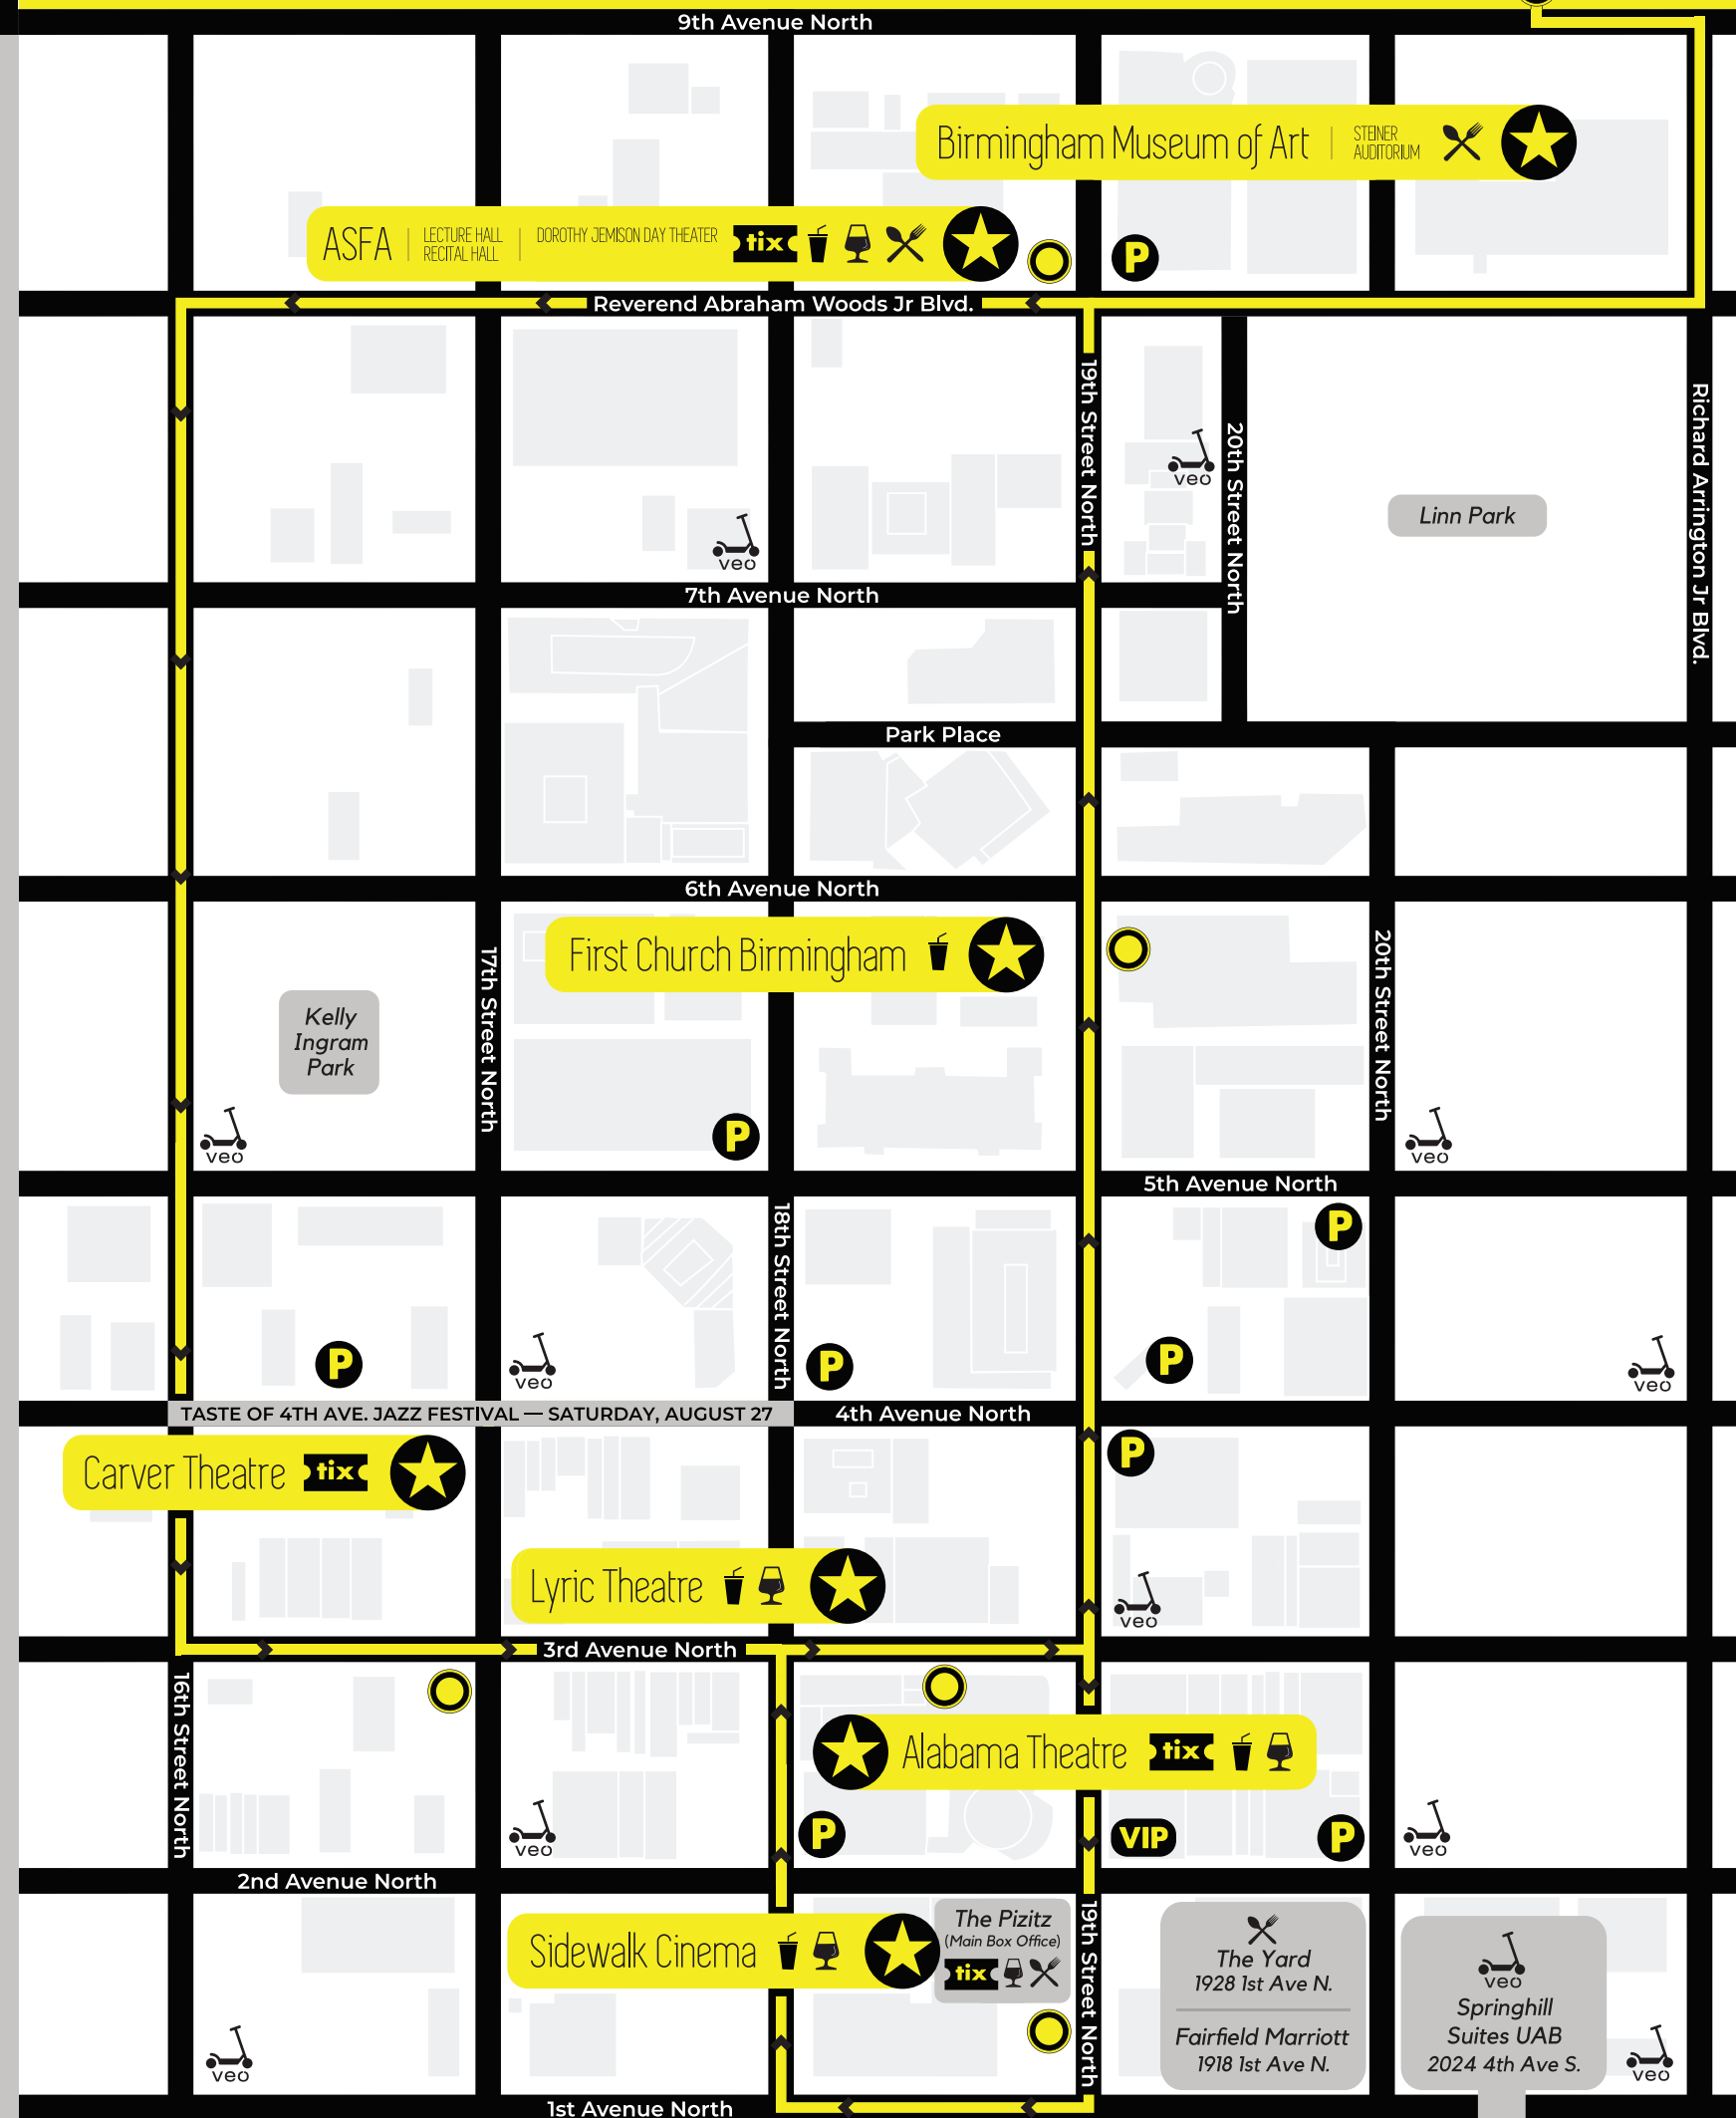 9th Avenue North
Birmingham Museum of Art
STEINER
AUDITORIUM
ASFA
LECTURE HALL
RECITAL HALL
DOROTHY JEMISON DAY THEATER
tix
P
Reverend Abraham Woods Jr Blvd.
19th Street North
20th Street North
Richard Arrington Jr Blvd.
veo
Linn Park
veo
7th Avenue North
Park Place
6th Avenue North
First Church Birmingham
17th Street North
20th Street North
Kelly
Ingram
Park
P
veo
veo
5th Avenue North
18th Street North
P
P
veo
P
P
veo
TASTE OF 4TH AVE. JAZZ FESTIVAL — SATURDAY, AUGUST 27
4th Avenue North
P
Carver Theatre
tix
Lyric Theatre
veo
3rd Avenue North
16th Street North
Alabama Theatre
tix
veo
P
VIP
P
veo
2nd Avenue North
Sidewalk Cinema
The Pizitz
(Main Box Office)
tix
19th Street North
The Yard
1928 1st Ave N.
Fairfield Marriott
1918 1st Ave N.
veo
Springhill
Suites UAB
2024 4th Ave S.
veo
veo
1st Avenue North